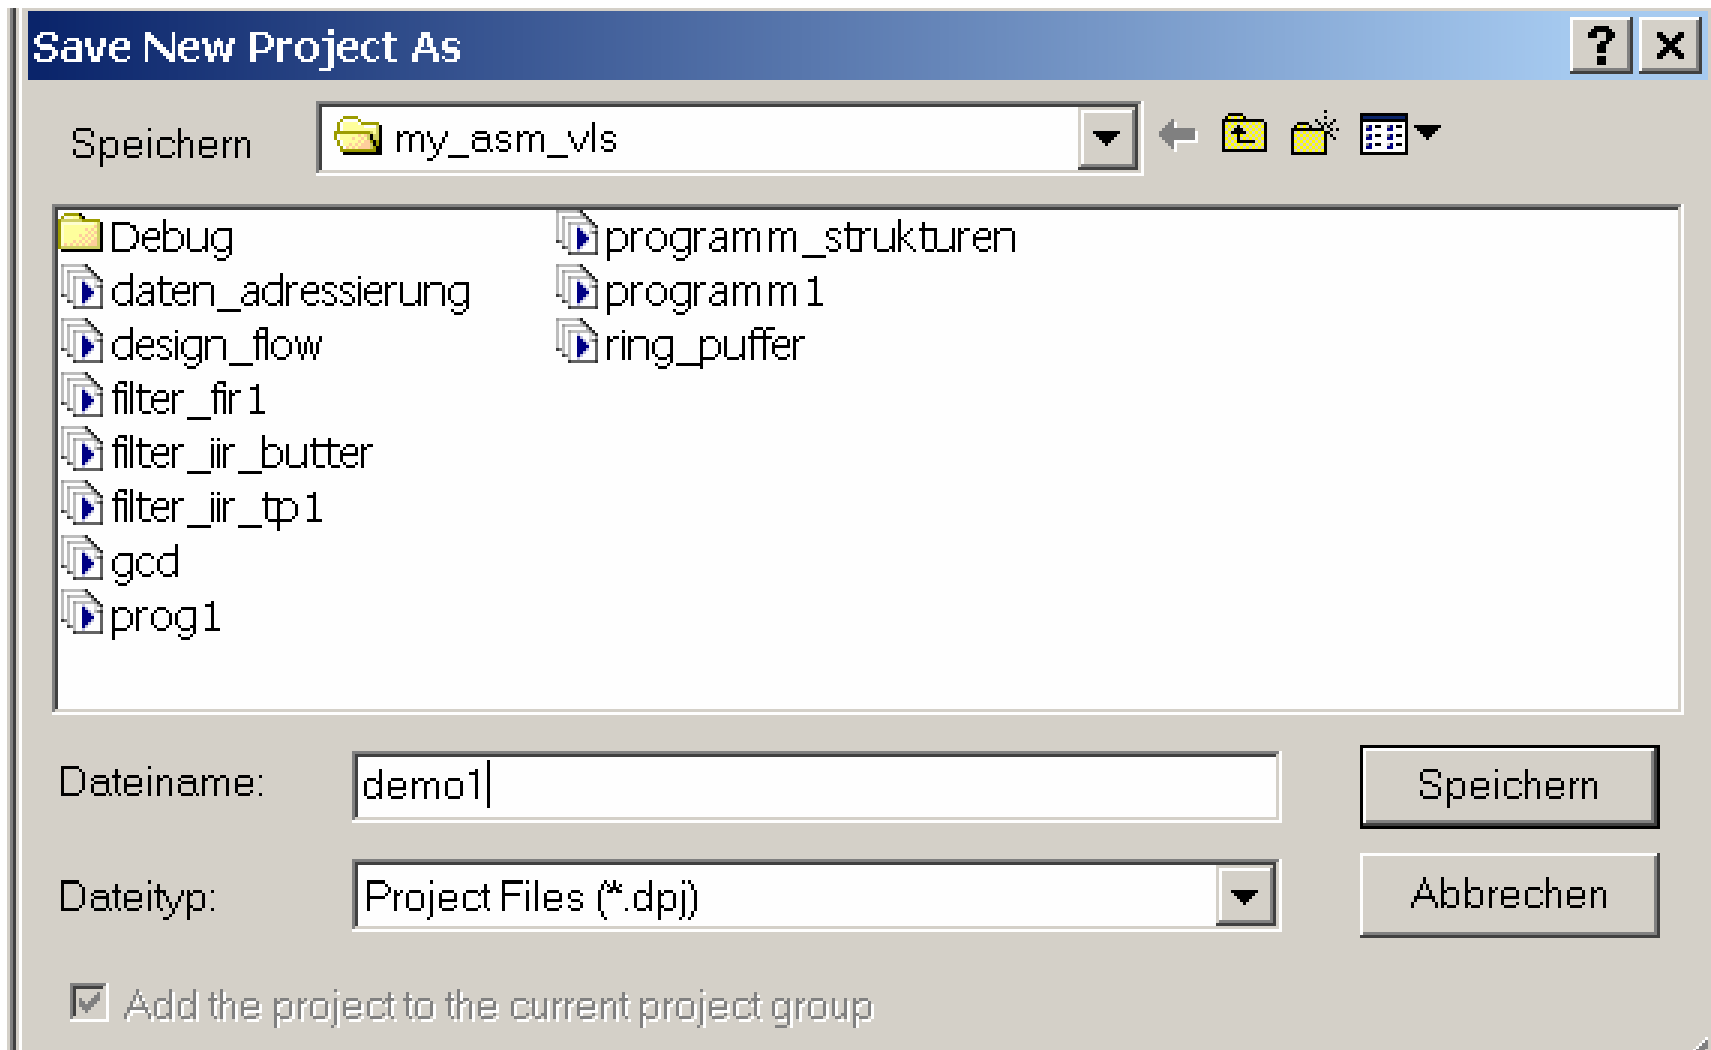 Save New Project As
Speichern
my_asm_vls
Debug
daten_adressierung
design_flow
filter_fir1
filter_iir_butter
filter_iir_tp1
gcd
prog1
programm_strukturen
programm1
ring_puffer
Dateiname:
demo1
Speichern
Dateityp:
Project Files (*.dpj)
Abbrechen
Add the project to the current project group